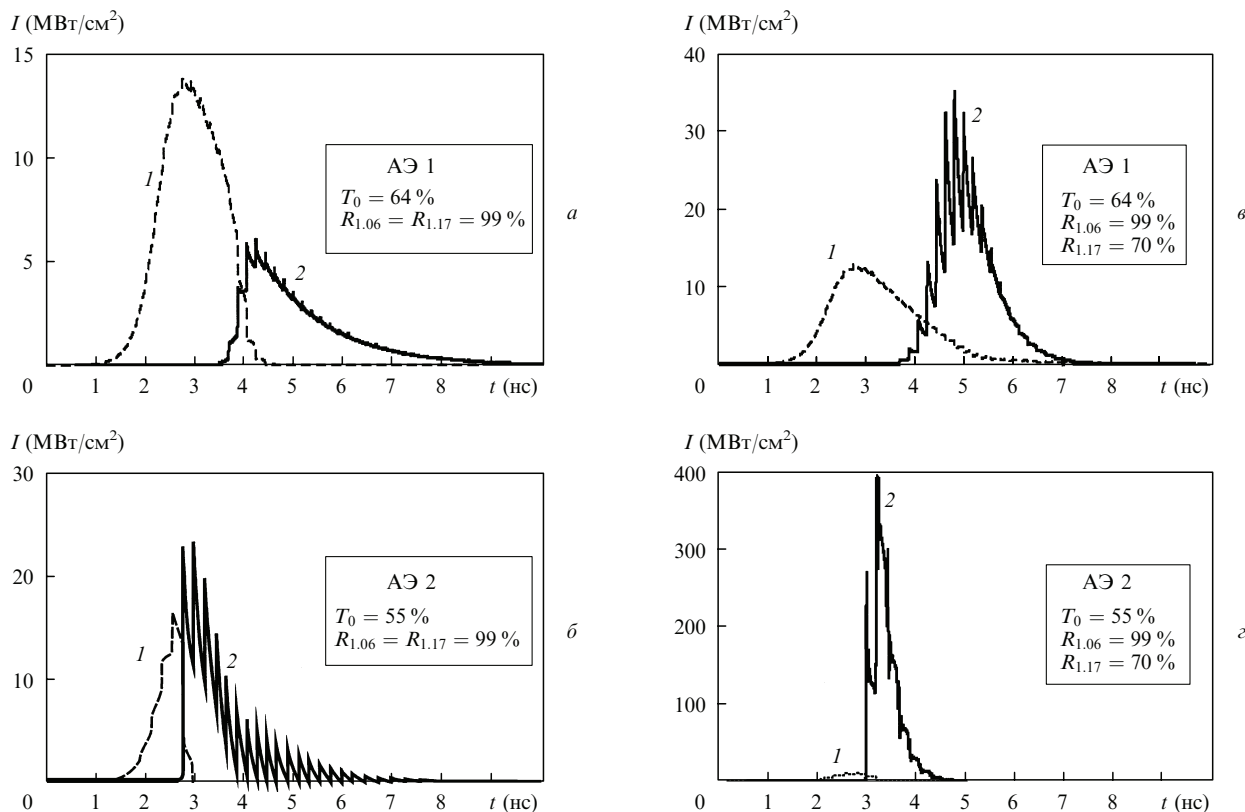 I (МВт/см²)
15
10
5
0
1 2 3 4 5 6 7 8 t (нс)
1
2
АЭ 1
T₀ = 64 %
R₁.₀₆ = R₁.₁₇ = 99 %
а
I (МВт/см²)
40
30
20
10
0
1 2 3 4 5 6 7 8 t (нс)
1
2
АЭ 1
T₀ = 64 %
R₁.₀₆ = 99 %
R₁.₁₇ = 70 %
в
I (МВт/см²)
30
20
10
0
1 2 3 4 5 6 7 8 t (нс)
1
2
АЭ 2
T₀ = 55 %
R₁.₀₆ = R₁.₁₇ = 99 %
б
I (МВт/см²)
400
300
200
100
0
1 2 3 4 5 6 7 8 t (нс)
1
2
АЭ 2
T₀ = 55 %
R₁.₀₆ = 99 %
R₁.₁₇ = 70 %
г